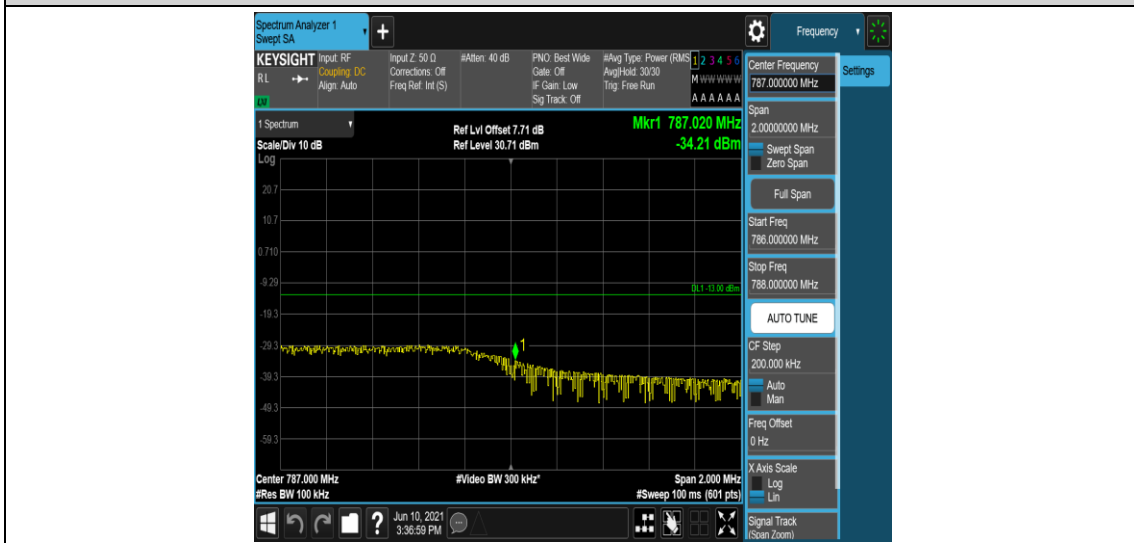 Spectrum Analyzer 1
Swept SA
+
Frequency
KEYSIGHT
RL
LXI
Input: RF
Coupling: DC
Align: Auto
Input Z: 50 Ω
Corrections: Off
Freq Ref: Int (S)
#Atten: 40 dB
PNO: Best Wide
Gate: Off
IF Gain: Low
Sig Track: Off
#Avg Type: Power (RMS
Avg|Hold: 30/30
Trig: Free Run
1 2 3 4 5 6
M W W W W W
A A A A A A
1 Spectrum
Scale/Div 10 dB
Log
Ref Lvl Offset 7.71 dB
Ref Level 30.71 dBm
Mkr1 787.020 MHz
-34.21 dBm
20.7
10.7
0.710
-9.29
-19.3
-29.3
-39.3
-49.3
-59.3
DL1 -13.00 dBm
1
Center 787.000 MHz
#Res BW 100 kHz
#Video BW 300 kHz*
Span 2.000 MHz
#Sweep 100 ms (601 pts)
?
Jun 10, 2021
3:36:59 PM
Center Frequency
787.000000 MHz
Settings
Span
2.00000000 MHz
Swept Span
Zero Span
Full Span
Start Freq
786.000000 MHz
Stop Freq
788.000000 MHz
AUTO TUNE
CF Step
200.000 kHz
Auto
Man
Freq Offset
0 Hz
X Axis Scale
Log
Lin
Signal Track
(Span Zoom)